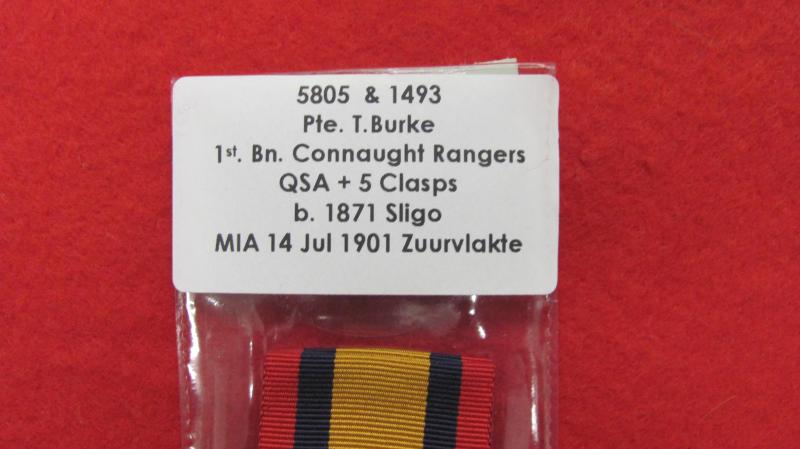 5805 & 1493
Pte. T.Burke
1st. Bn. Connaught Rangers
QSA + 5 Clasps
b. 1871 Sligo
MIA 14 Jul 1901 Zuurvlakte